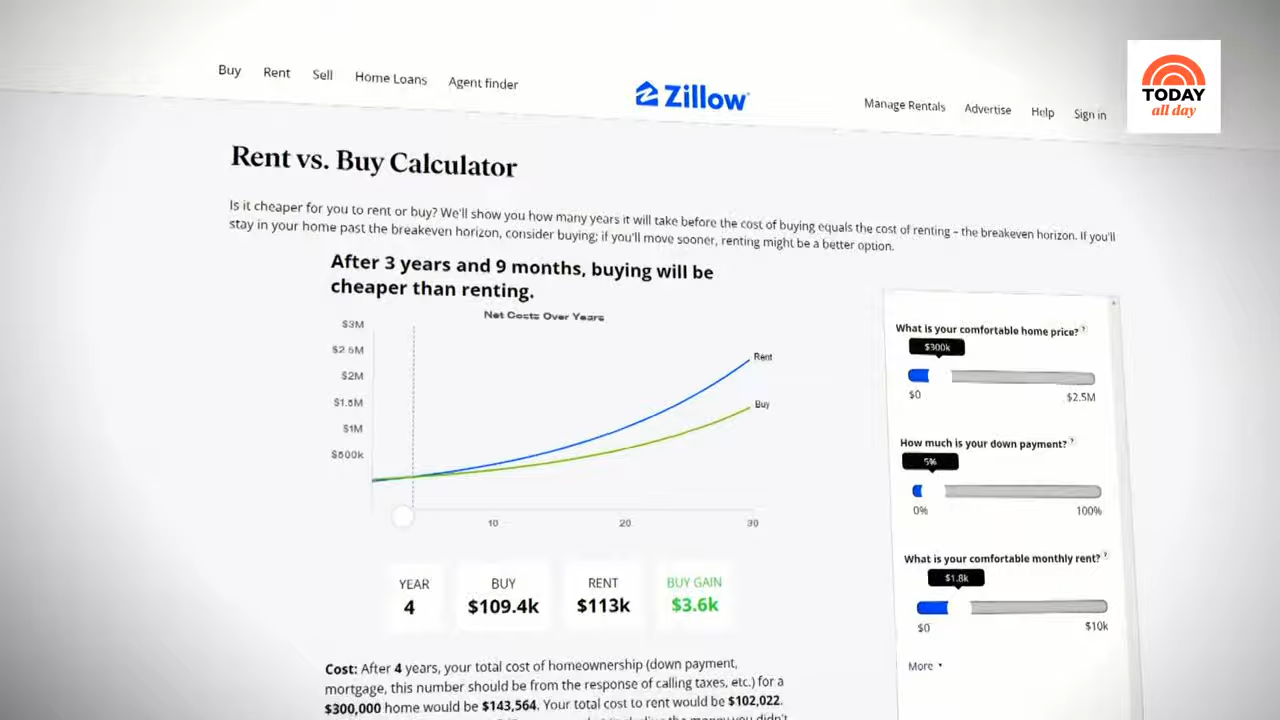 Buy Rent Sell Home Loans Agent finder
Zillow
Manage Rentals Advertise Help Sign in
TODAY
all day
Rent vs. Buy Calculator
Is it cheaper for you to rent or buy? We'll show you how many years it will take before the cost of buying equals the cost of renting – the breakeven horizon. If you'll
stay in your home past the breakeven horizon, consider buying; if you'll move sooner, renting might be a better option.
After 3 years and 9 months, buying will be
cheaper than renting.
Net Costs Over Years
$3M
$2.5M
$2M
$1.5M
$1M
$500k
Rent
Buy
10 20 30
YEAR
4
BUY
$109.4k
RENT
$113k
BUY GAIN
$3.6k
Cost: After 4 years, your total cost of homeownership (down payment,
mortgage, this number should be from the response of calling taxes, etc.) for a
$300,000 home would be $143,564. Your total cost to rent would be $102,022.
What is your comfortable home price? ?
$300k
$0 $2.5M
How much is your down payment? ?
5%
0% 100%
What is your comfortable monthly rent? ?
$1.8k
$0 $10k
More